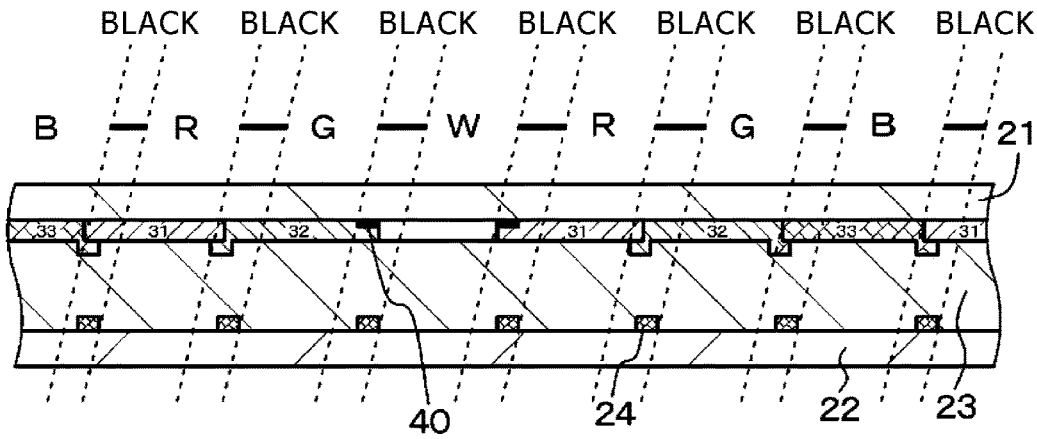 BLACK BLACK BLACK BLACK BLACK BLACK BLACK
B R G W R G B
21
33 31 32 31 32 33 31
40 24 22 23